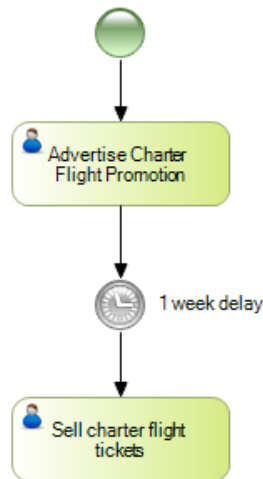 Advertise Charter
Flight Promotion
1 week delay
Sell charter flight
tickets